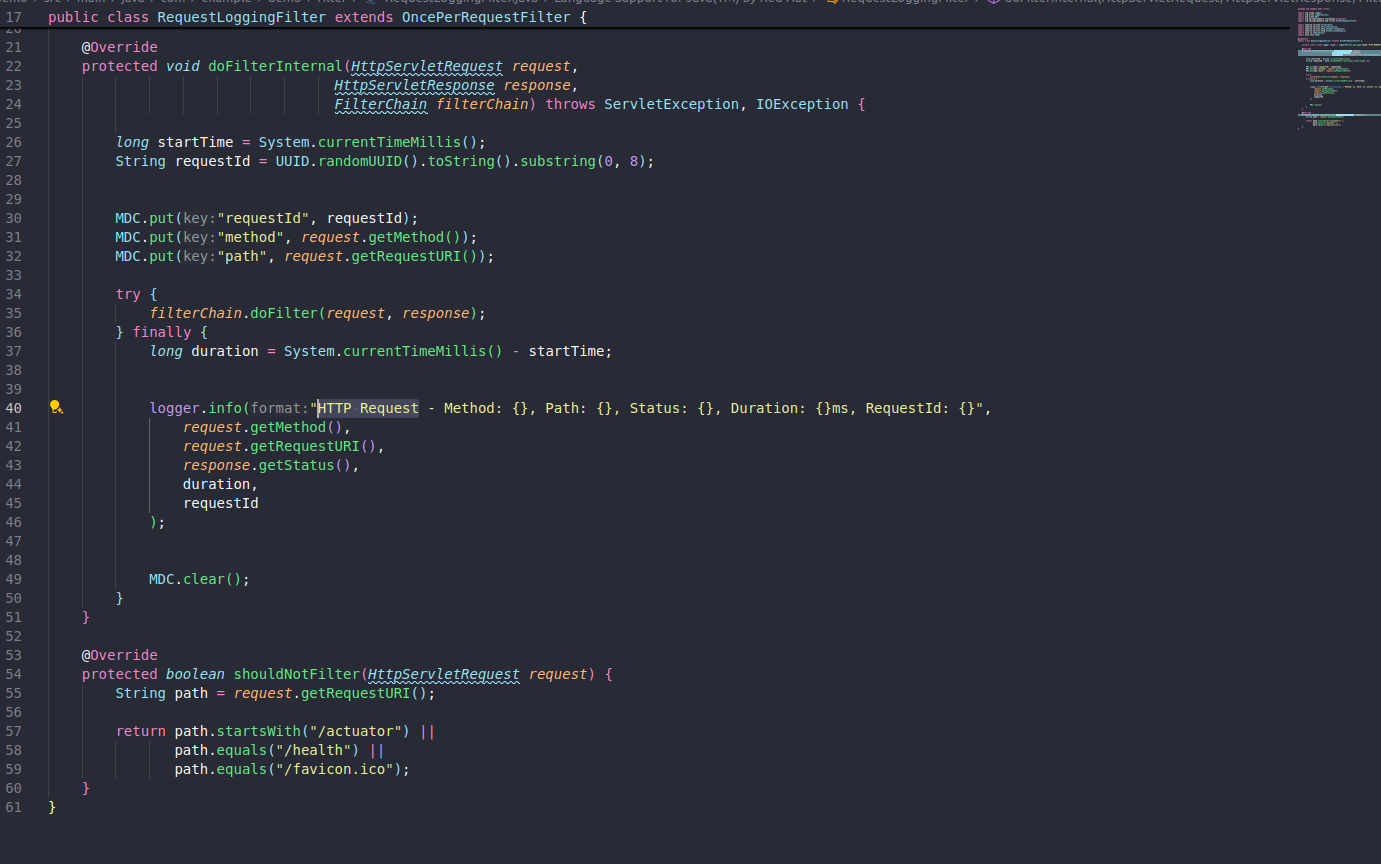 17 public class RequestLoggingFilter extends OncePerRequestFilter {
21 @Override
22 protected void doFilterInternal(HttpServletRequest request,
23 HttpServletResponse response,
24 FilterChain filterChain) throws ServletException, IOException {
25
26 long startTime = System.currentTimeMillis();
27 String requestId = UUID.randomUUID().toString().substring(0, 8);
28
29
30 MDC.put(key:"requestId", requestId);
31 MDC.put(key:"method", request.getMethod());
32 MDC.put(key:"path", request.getRequestURI());
33
34 try {
35 filterChain.doFilter(request, response);
36 } finally {
37 long duration = System.currentTimeMillis() - startTime;
38
39
40 logger.info(format:"HTTP Request - Method: {}, Path: {}, Status: {}, Duration: {}ms, RequestId: {}",
41 request.getMethod(),
42 request.getRequestURI(),
43 response.getStatus(),
44 duration,
45 requestId
46 );
47
48
49 MDC.clear();
50 }
51 }
52
53 @Override
54 protected boolean shouldNotFilter(HttpServletRequest request) {
55 String path = request.getRequestURI();
56
57 return path.startsWith("/actuator") ||
58 path.equals("/health") ||
59 path.equals("/favicon.ico");
60 }
61 }